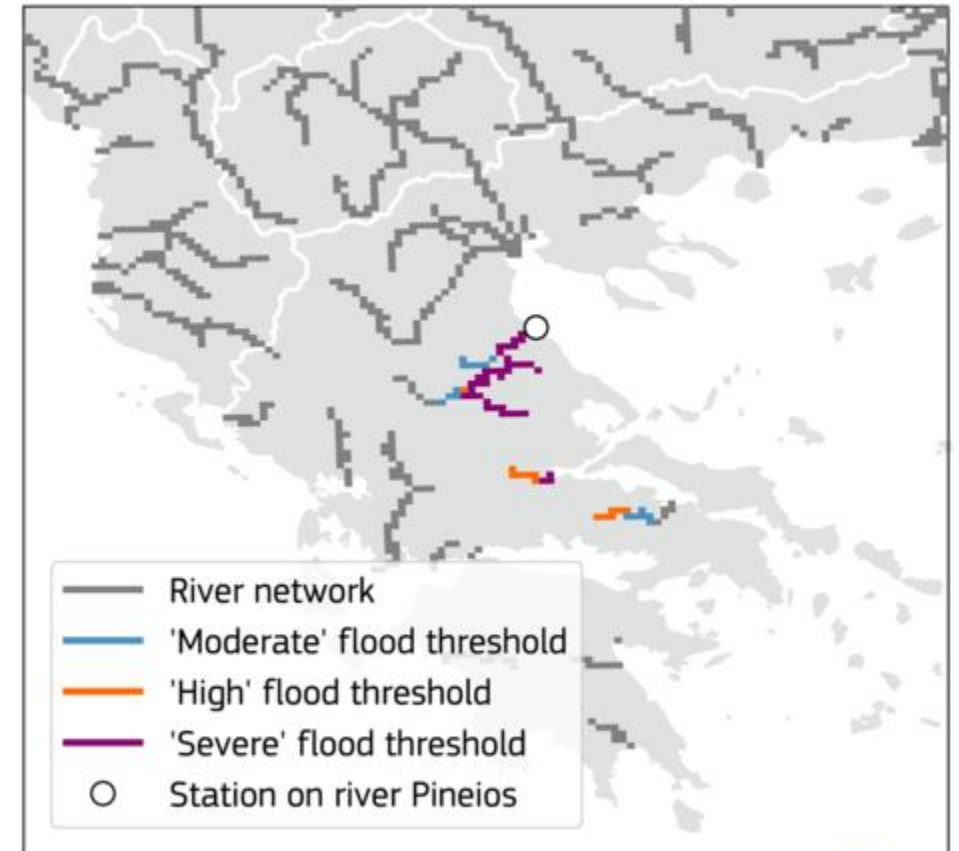 River network
'Moderate' flood threshold
'High' flood threshold
'Severe' flood threshold
Station on river Pineios